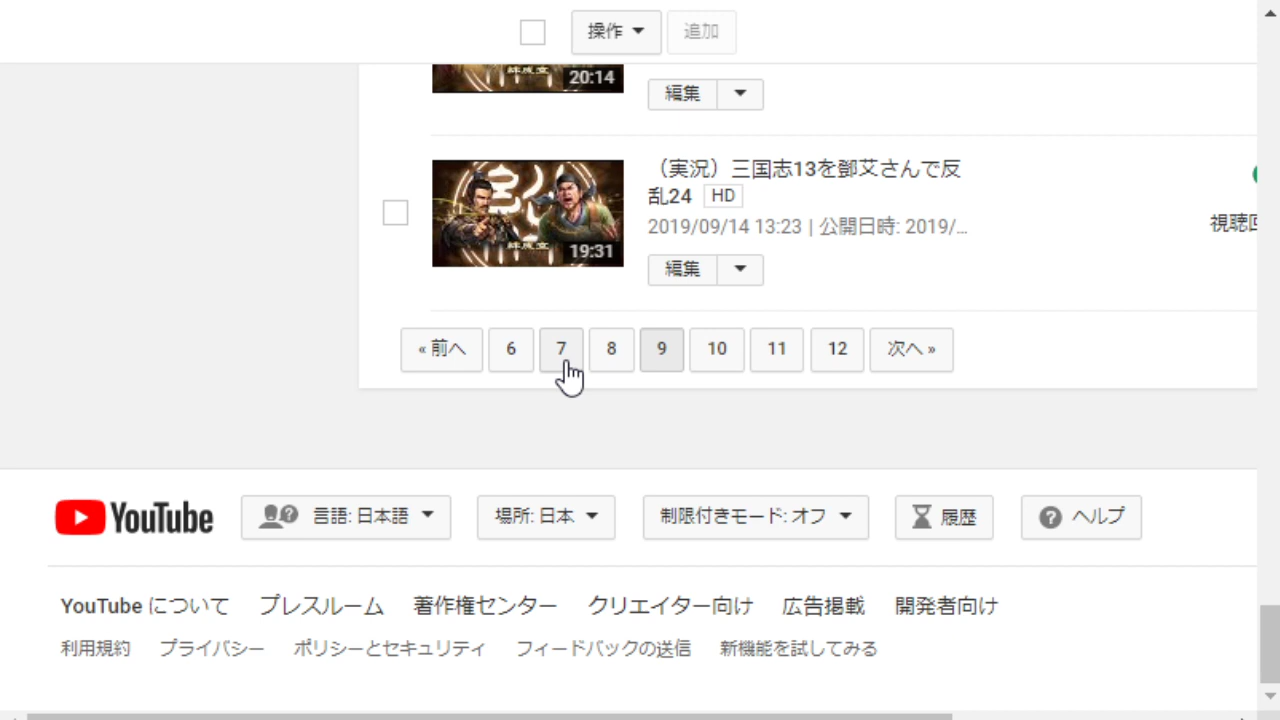 操作 追加
20:14
編集
（実況）三国志13を鄧艾さんで反
乱24 HD
2019/09/14 13:23 | 公開日時: 2019/...
視聴回
19:31
編集
« 前へ 6 7 8 9 10 11 12 次へ »
YouTube 言語: 日本語 場所: 日本 制限付きモード: オフ 履歴 ヘルプ
YouTube について プレスルーム 著作権センター クリエイター向け 広告掲載 開発者向け
利用規約 プライバシー ポリシーとセキュリティ フィードバックの送信 新機能を試してみる